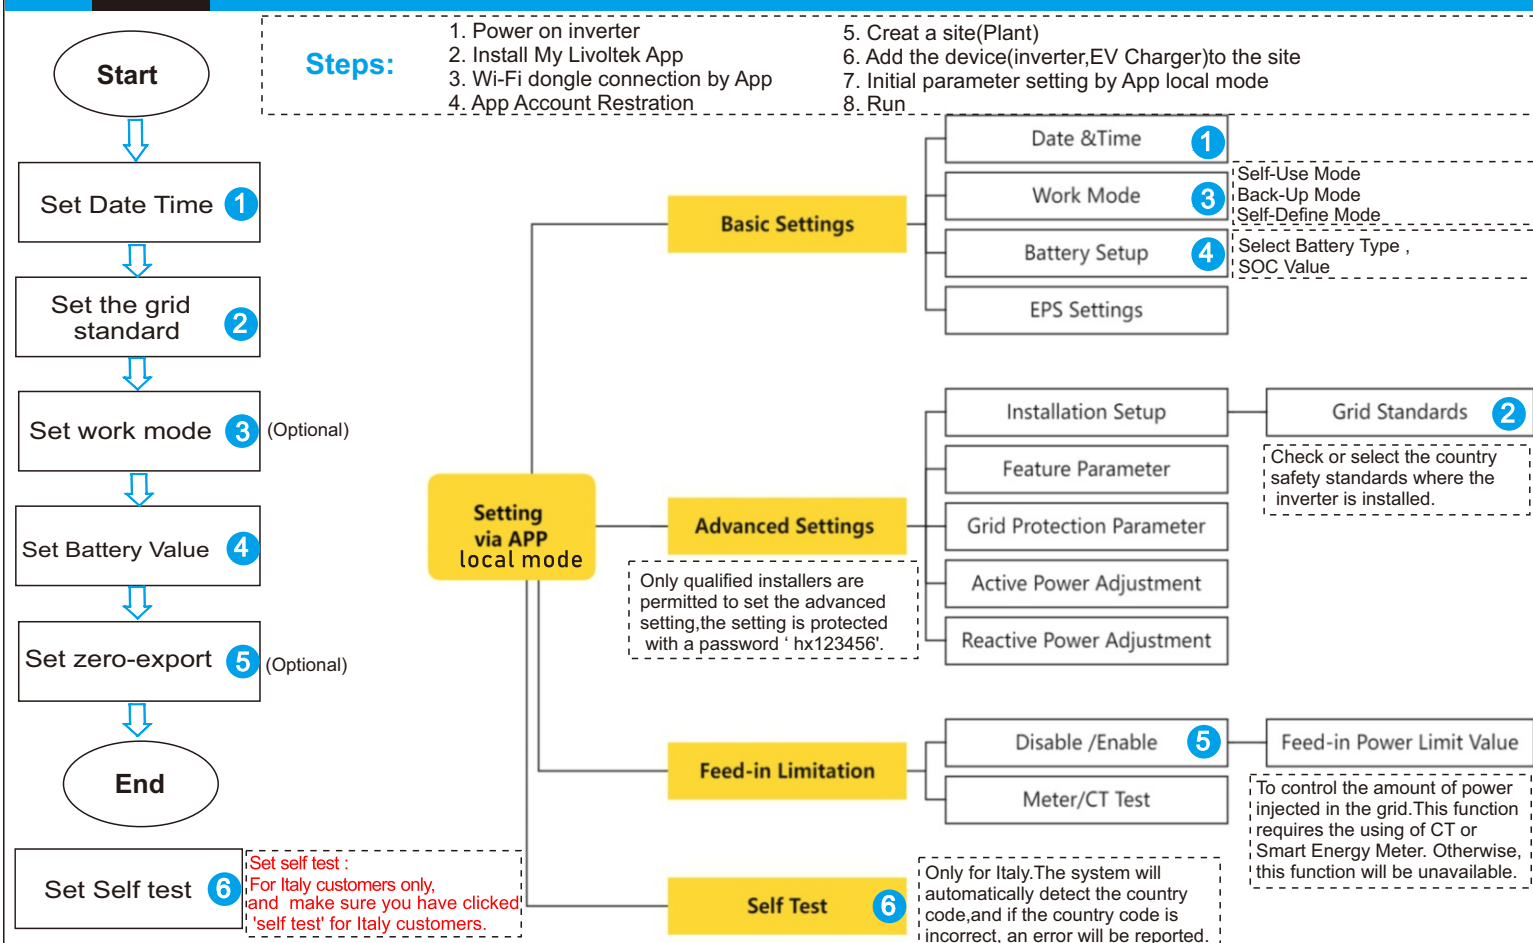 Steps:
1. Power on inverter
2. Install My Livoltek App
3. Wi-Fi dongle connection by App
4. App Account Restration
5. Creat a site(Plant)
6. Add the device(inverter,EV Charger)to the site
7. Initial parameter setting by App local mode
8. Run
Start
Set Date Time 1
Set the grid
standard 2
Set work mode 3 (Optional)
Set Battery Value 4
Set zero-export 5 (Optional)
End
Set Self test 6
Set self test :
For Italy customers only,
and make sure you have clicked
'self test' for Italy customers.
Setting
via APP
local mode
Basic Settings
Date &Time 1
Work Mode 3
Self-Use Mode
Back-Up Mode
Self-Define Mode
Battery Setup 4
Select Battery Type ,
SOC Value
EPS Settings
Advanced Settings
Only qualified installers are
permitted to set the advanced
setting,the setting is protected
with a password ‘ hx123456'.
Installation Setup
Grid Standards 2
Check or select the country
safety standards where the
inverter is installed.
Feature Parameter
Grid Protection Parameter
Active Power Adjustment
Reactive Power Adjustment
Feed-in Limitation
Disable /Enable 5
Feed-in Power Limit Value
To control the amount of power
injected in the grid.This function
requires the using of CT or
Smart Energy Meter. Otherwise,
this function will be unavailable.
Meter/CT Test
Self Test 6
Only for Italy.The system will
automatically detect the country
code,and if the country code is
incorrect, an error will be reported.